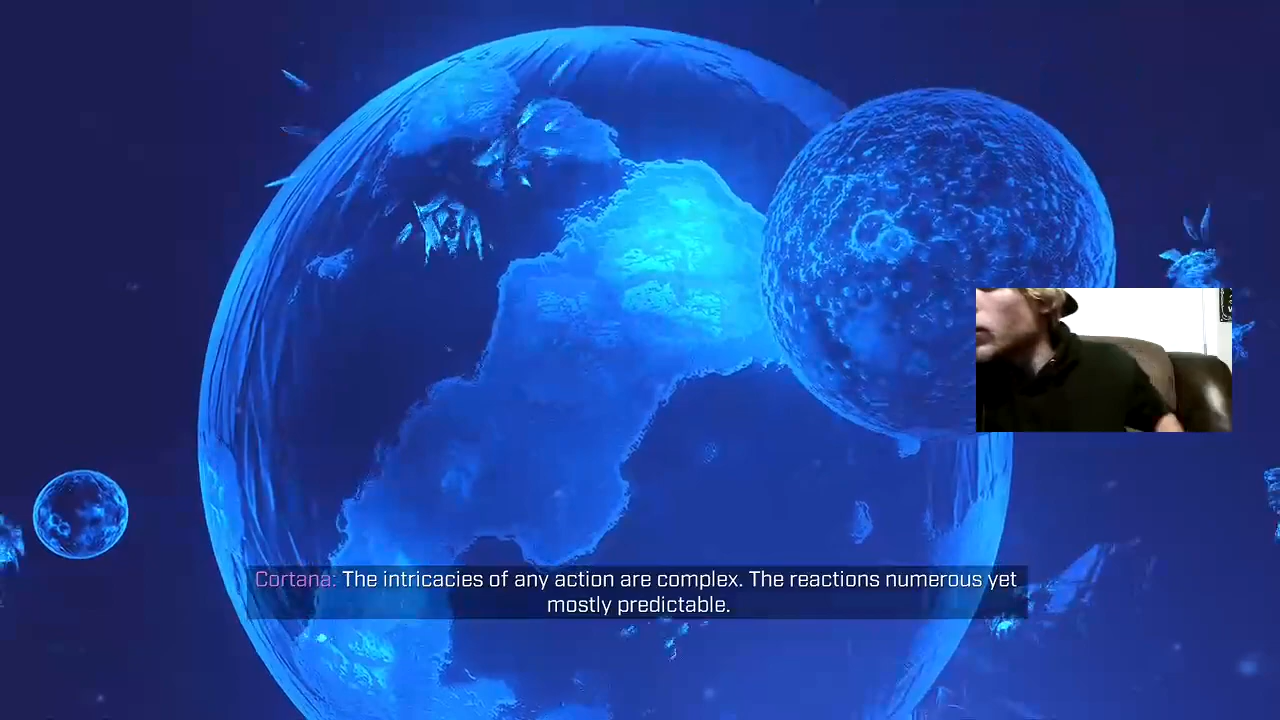 Cortana: The intricacies of any action are complex. The reactions numerous yet
mostly predictable.